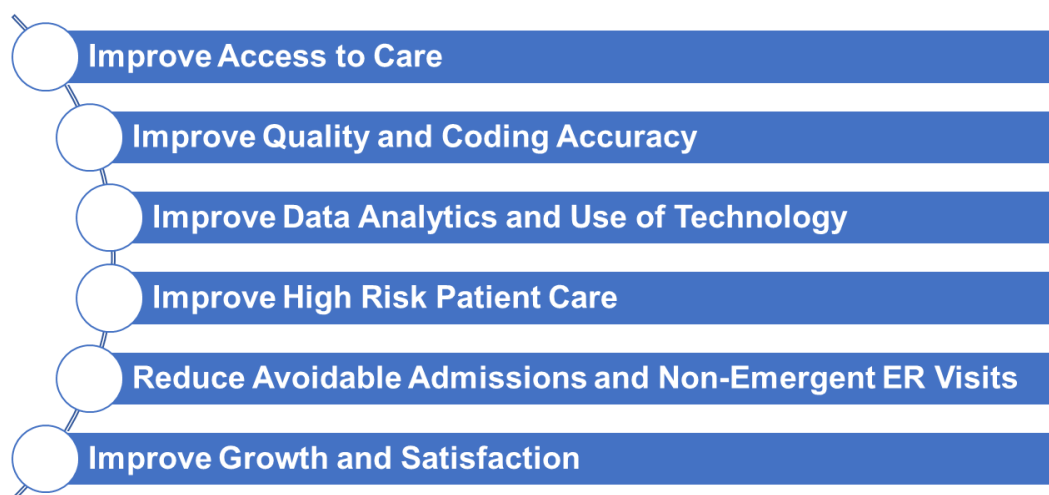 Improve Access to Care
Improve Quality and Coding Accuracy
Improve Data Analytics and Use of Technology
Improve High Risk Patient Care
Reduce Avoidable Admissions and Non-Emergent ER Visits
Improve Growth and Satisfaction